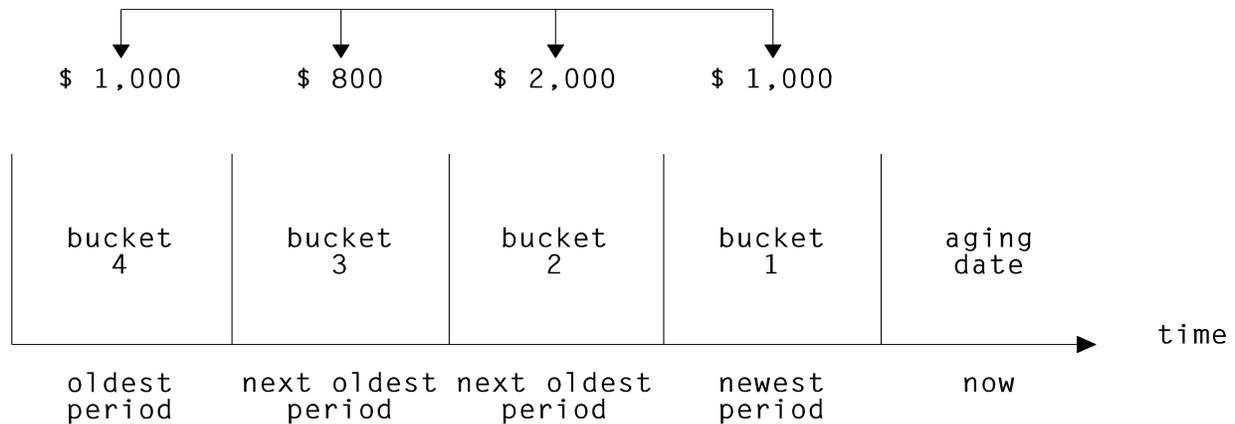 $ 1,000 $ 800 $ 2,000 $ 1,000
bucket bucket bucket bucket aging
4 3 2 1 date
time
oldest next oldest next oldest newest now
period period period period